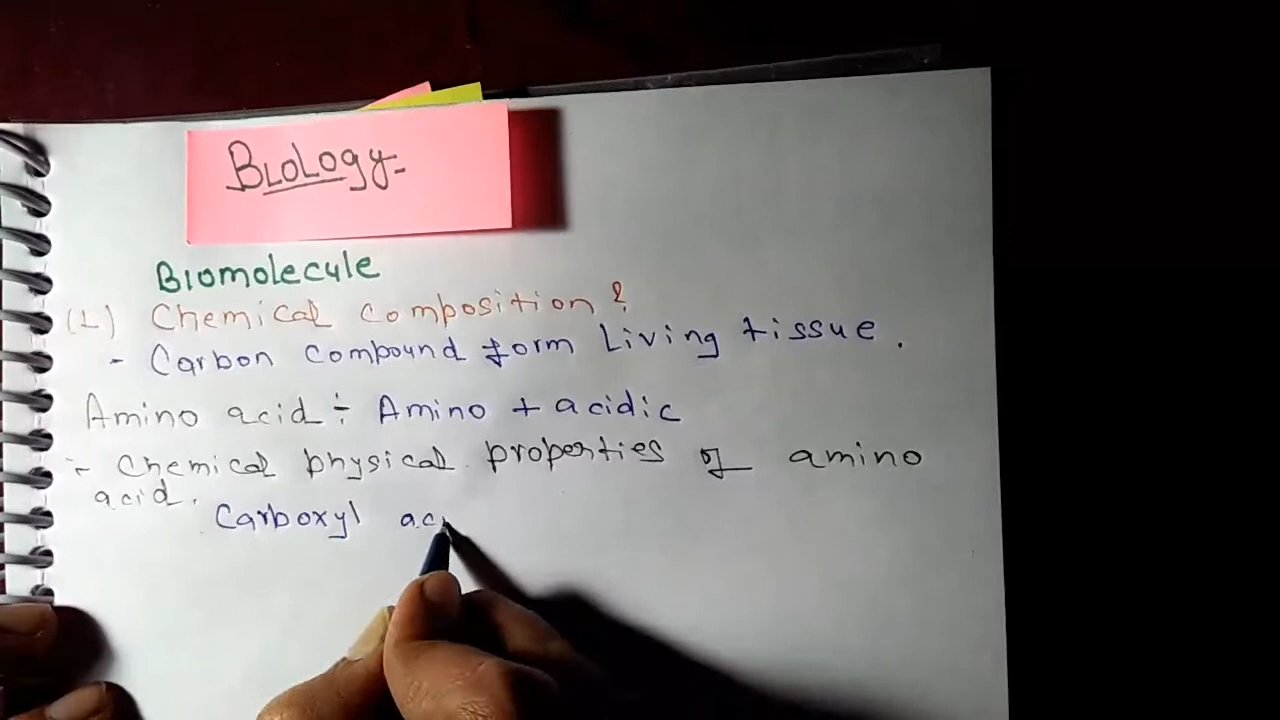 BIOLOGY-
Biomolecule
(1) Chemical Composition?
- Carbon compound form Living tissue.
Amino acid ÷ Amino + acidic
÷ Chemical physical properties of amino
acid.
Carboxyl ac